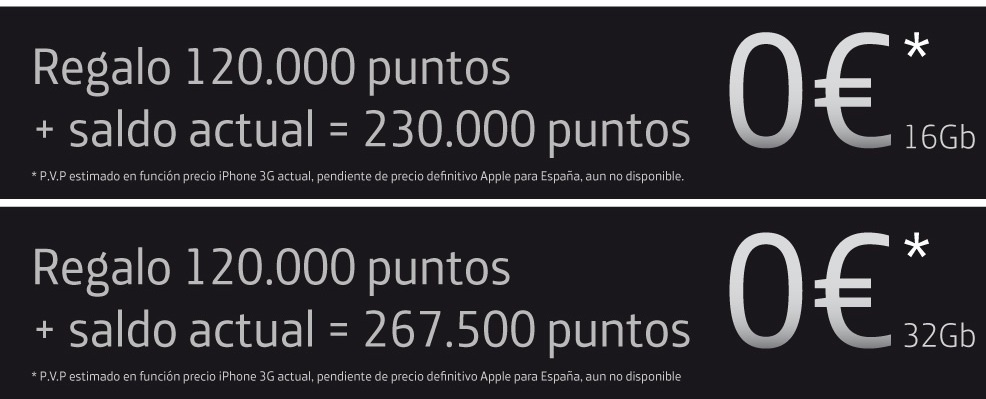 Regalo 120.000 puntos
+ saldo actual = 230.000 puntos
0€*
16Gb
* P.V.P estimado en función precio iPhone 3G actual, pendiente de precio definitivo Apple para España, aun no disponible.
Regalo 120.000 puntos
+ saldo actual = 267.500 puntos
0€*
32Gb
* P.V.P estimado en función precio iPhone 3G actual, pendiente de precio definitivo Apple para España, aun no disponible